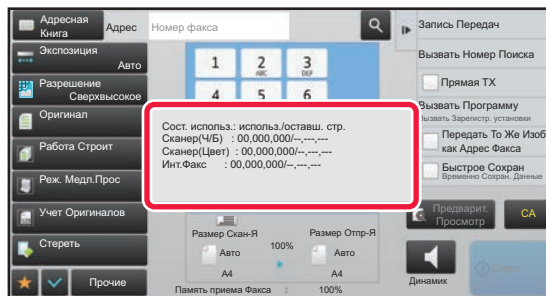 Адресная
Книга
Адрес
Номер факса
Запись Передач
Экспозиция
Авто
1
2
ABC
3
DEF
Вызвать Номер Поиска
Разрешение
Сверхвысокое
Прямая TX
4
5
6
Вызвать Программу
Вызвать Зарегистр. установки
Оригинал
Сост. использ.: использ./оставш. стр.
Сканер(Ч/Б) : 00,000,000/--,---,---
Сканер(Цвет) : 00,000,000/--,---,---
Инт.Факс : 00,000,000/--,---,---
Передать То Же Изоб
как Адрес Факса
Работа Строит
Быстрое Сохран
Временно Сохран. Данные
Реж. Медл.Прос
Учет Оригиналов
Предварит.
Просмотр
CA
Размер Скан-Я
Размер Отпр-Я
100%
Авто
Авто
Стереть
A4
A4
Динамик
Старт
Прочие
Память приема Факса : 100%